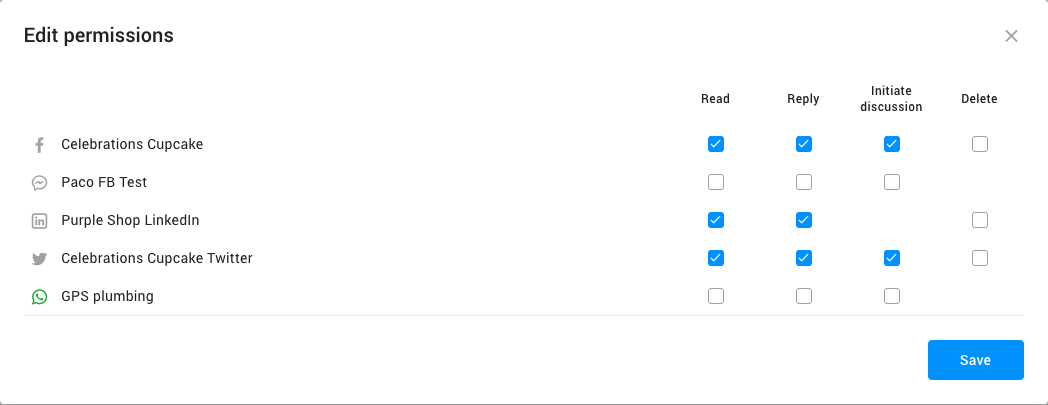 Edit permissions
Read Reply Initiate discussion Delete
Celebrations Cupcake
Paco FB Test
Purple Shop LinkedIn
Celebrations Cupcake Twitter
GPS plumbing
Save